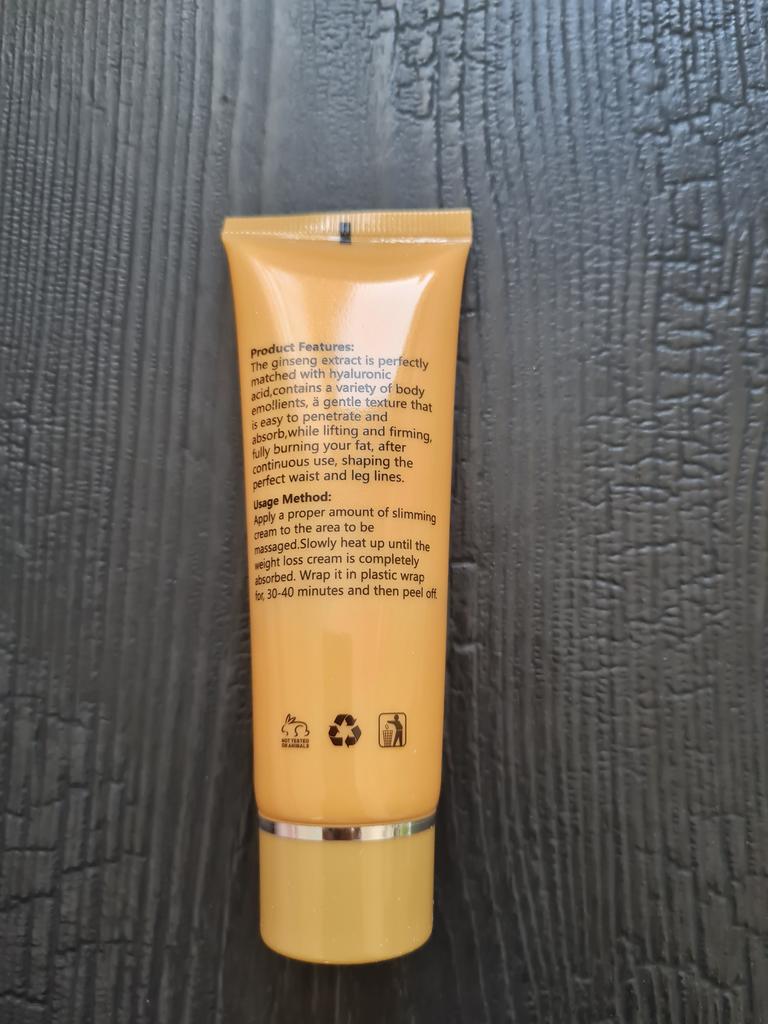 Product Features:
The ginseng extract is perfectly
matched with hyaluronic
acid,contains a variety of body
emo!lients, ä gentle texture that
is easy to penetrate and
absorb,while lifting and firming,
fully burning your fat, after
continuous use, shaping the
perfect waist and leg lines.
Usage Method:
Apply a proper amount of slimming
cream to the area to be
massaged.Slowly heat up until the
weight loss cream is completely
absorbed. Wrap it in plastic wrap
for, 30-40 minutes and then peel off.
NOT TESTED
ON ANIMALS